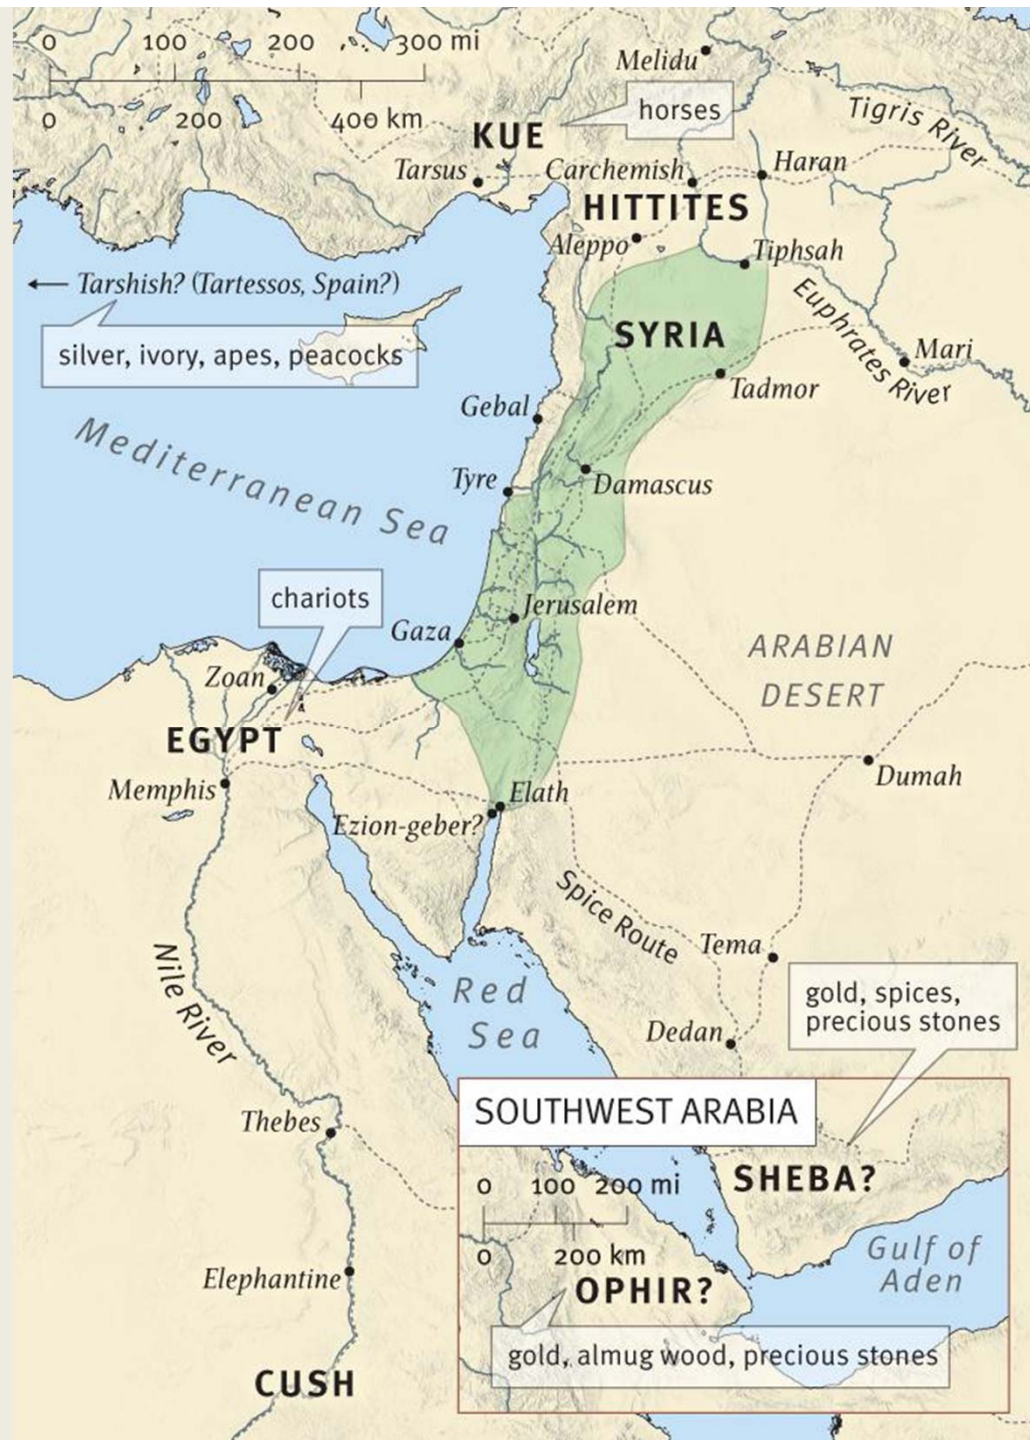 0 100 200 300 mi
0 200 400 km
Melidu
horses
KUE
Tigris River
Tarsus
Carchemish
Haran
HITTITES
Aleppo
Tiphsah
← Tarshish? (Tartessos, Spain?)
silver, ivory, apes, peacocks
SYRIA
Euphrates River
Mari
Tadmor
Gebal
Mediterranean Sea
Tyre
Damascus
chariots
Jerusalem
Gaza
ARABIAN
DESERT
Zoan
EGYPT
Memphis
Dumah
Elath
Ezion-geber?
Spice Route
Tema
Nile River
Red
Sea
gold, spices,
precious stones
Dedan
SOUTHWEST ARABIA
Thebes
SHEBA?
0 100 200 mi
0 200 km
Gulf of
Aden
Elephantine
OPHIR?
gold, almug wood, precious stones
CUSH